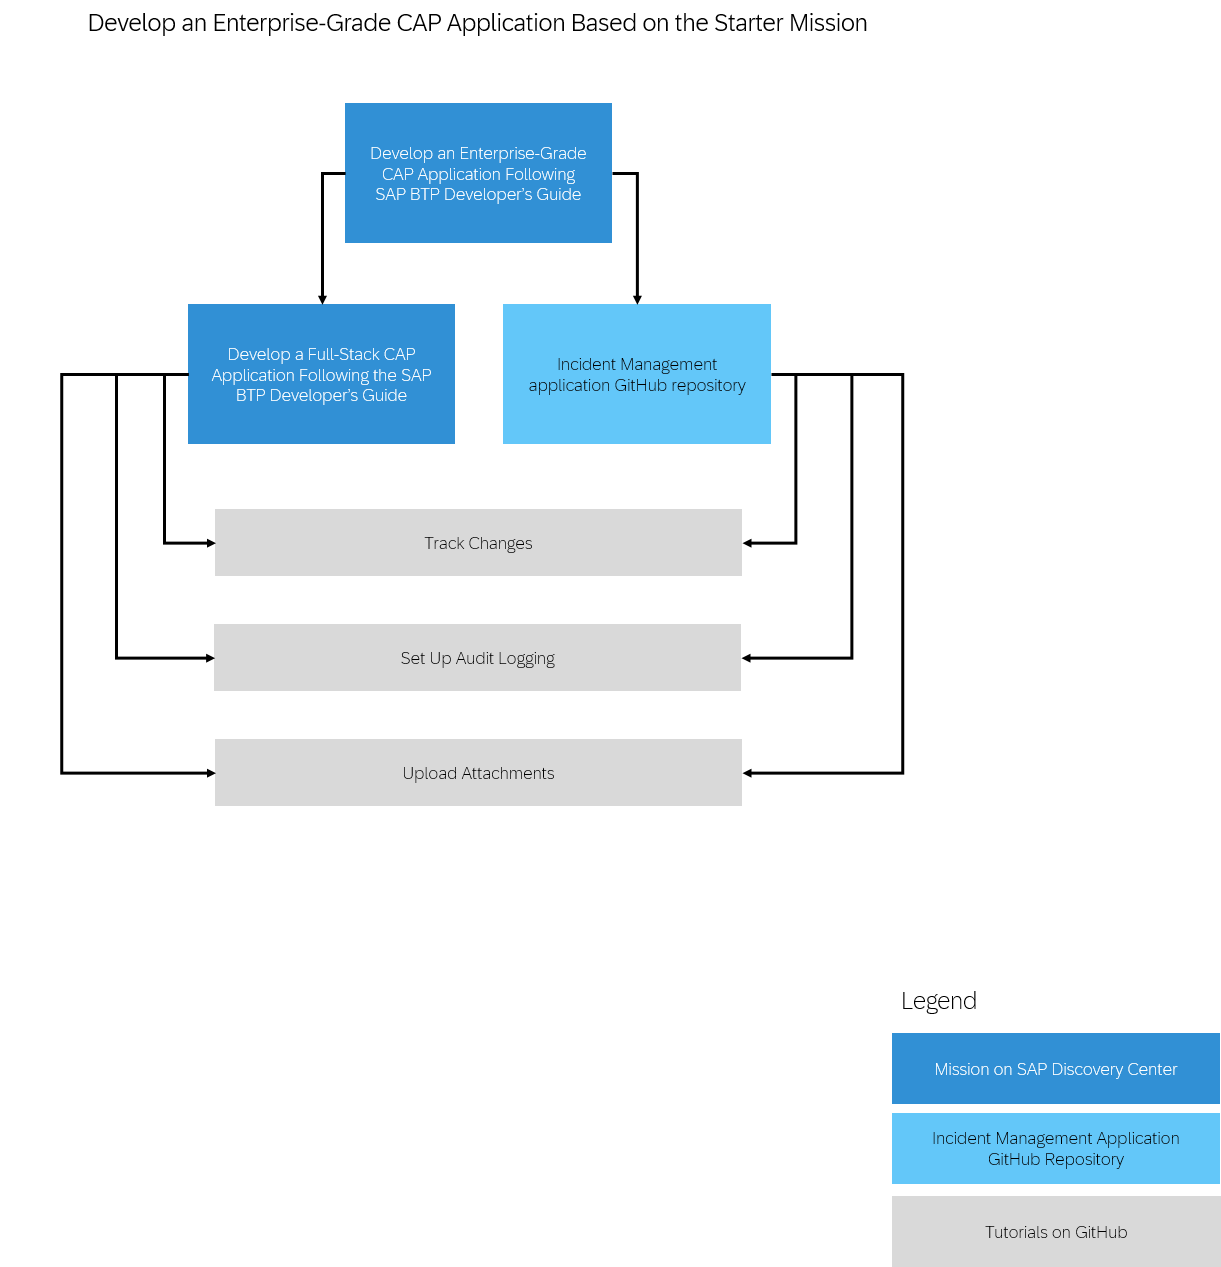 Develop an Enterprise-Grade CAP Application Based on the Starter Mission
Develop an Enterprise-Grade
CAP Application Following
SAP BTP Developer’s Guide
Develop a Full-Stack CAP
Application Following the SAP
BTP Developer’s Guide
Incident Management
application GitHub repository
Track Changes
Set Up Audit Logging
Upload Attachments
Legend
Mission on SAP Discovery Center
Incident Management Application
GitHub Repository
Tutorials on GitHub